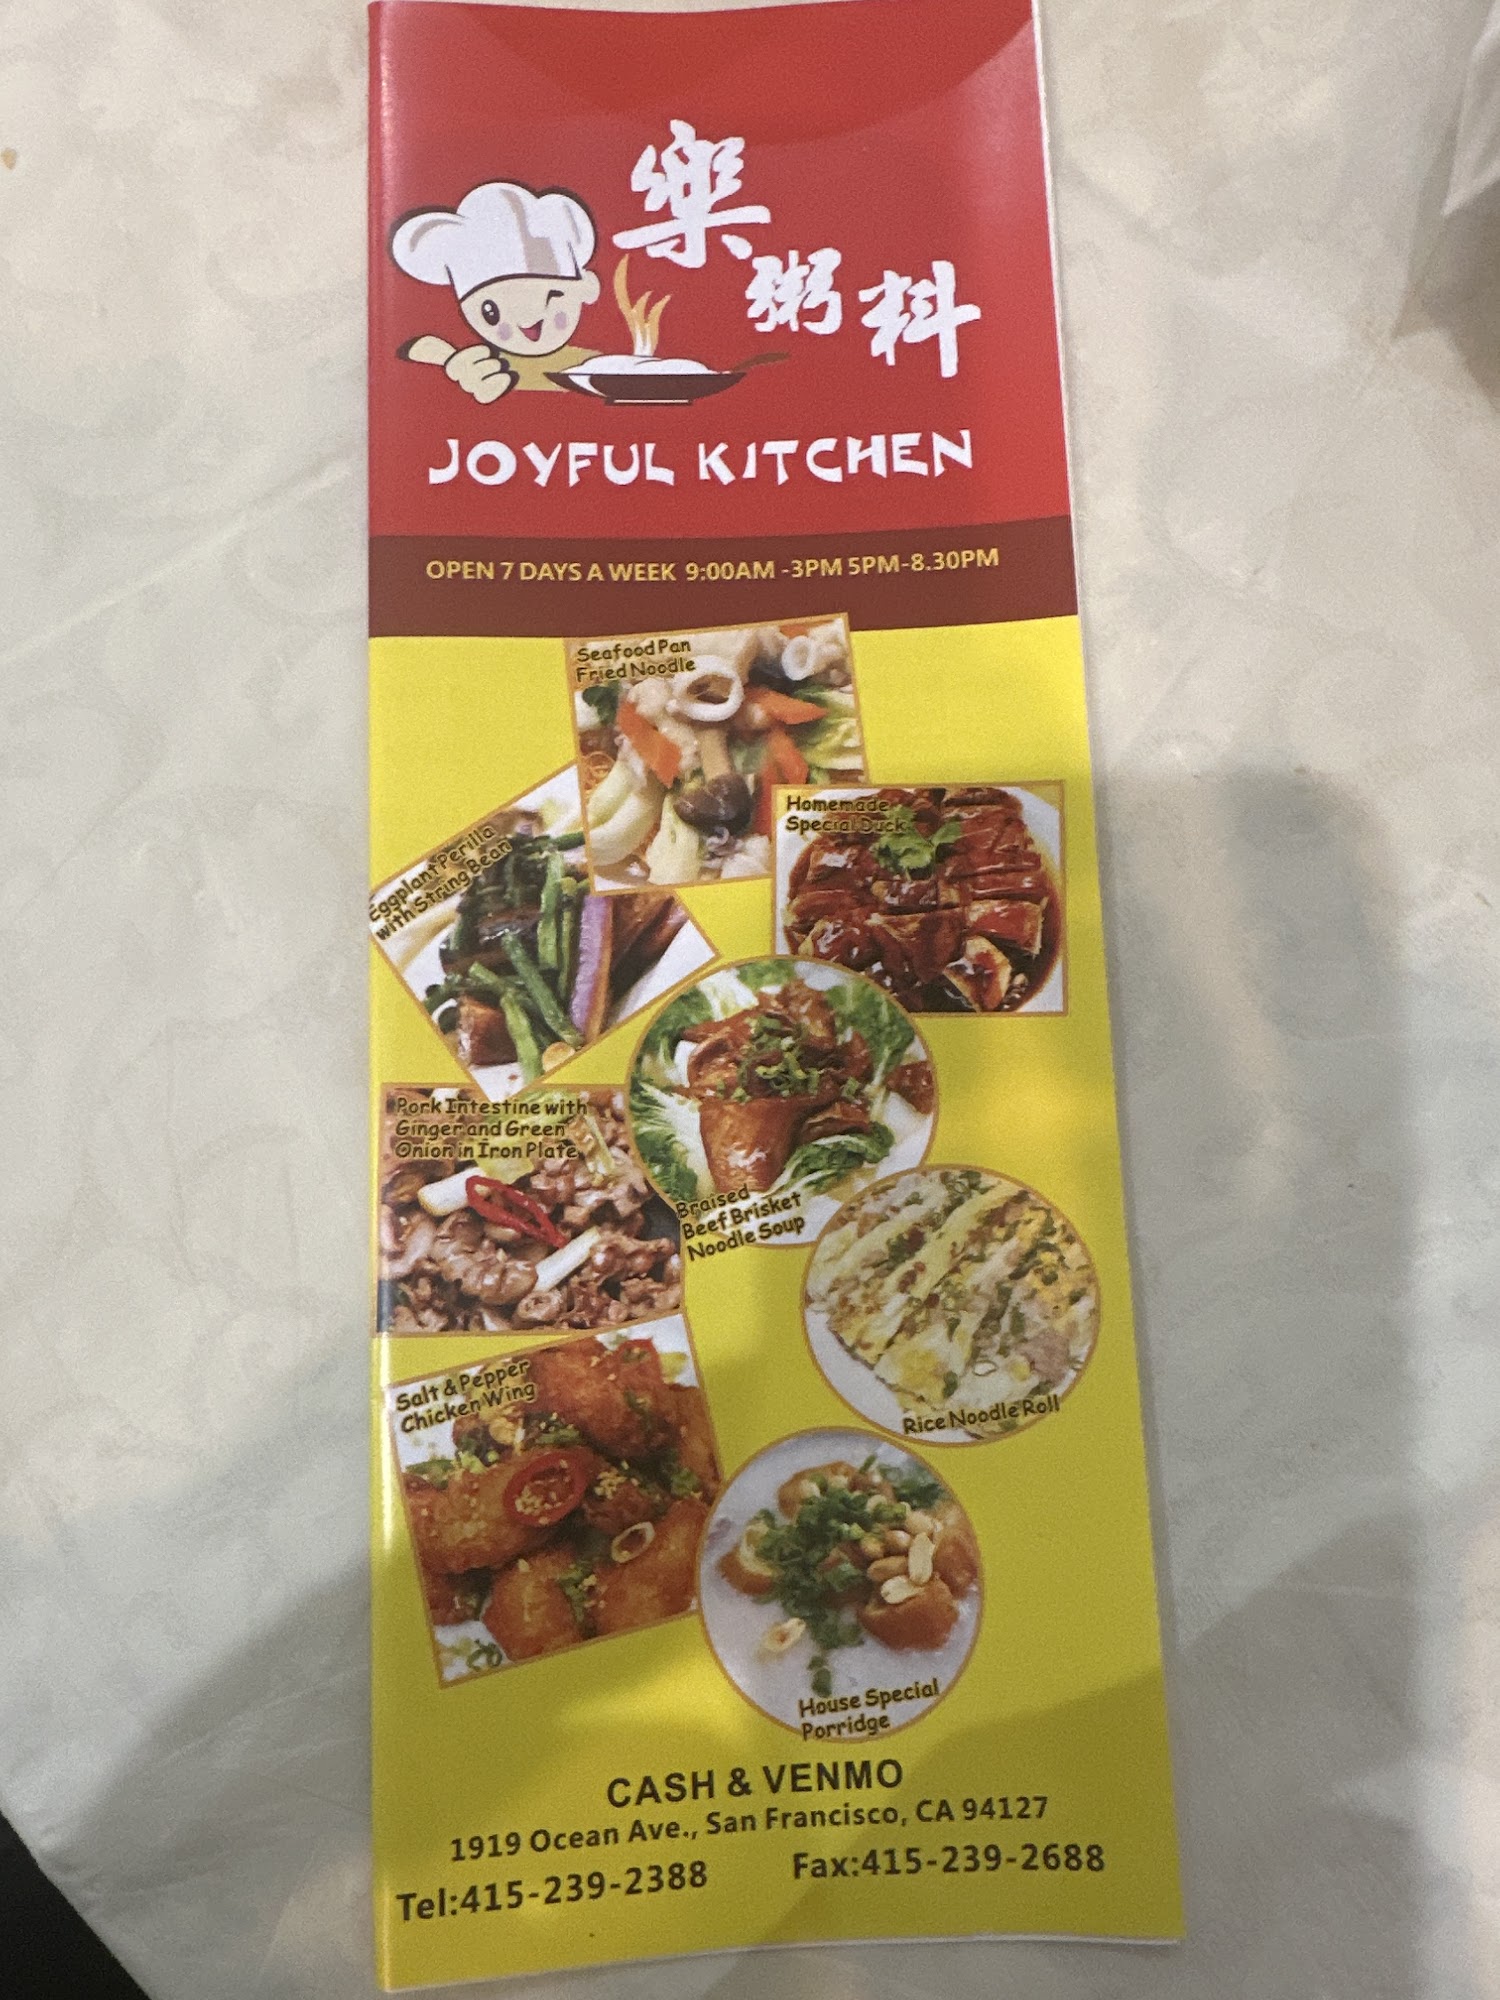 樂粥料
JOYFUL KITCHEN
OPEN 7 DAYS A WEEK 9:00AM -3PM 5PM-8.30PM
Seafood Pan
Fried Noodle
Homemade
Special Duck
Eggplant Perilla
with String Bean
Pork Intestine with
Ginger and Green
Onion in Iron Plate
Braised
Beef Brisket
Noodle Soup
Rice Noodle Roll
Salt & Pepper
Chicken Wing
House Special
Porridge
CASH & VENMO
1919 Ocean Ave., San Francisco, CA 94127
Tel:415-239-2388 Fax:415-239-2688